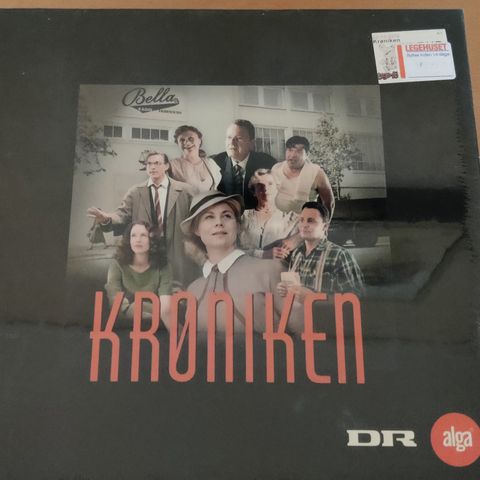 Krøniken
LEGEHUSET
Bella
KRØNIKEN
DR
alga